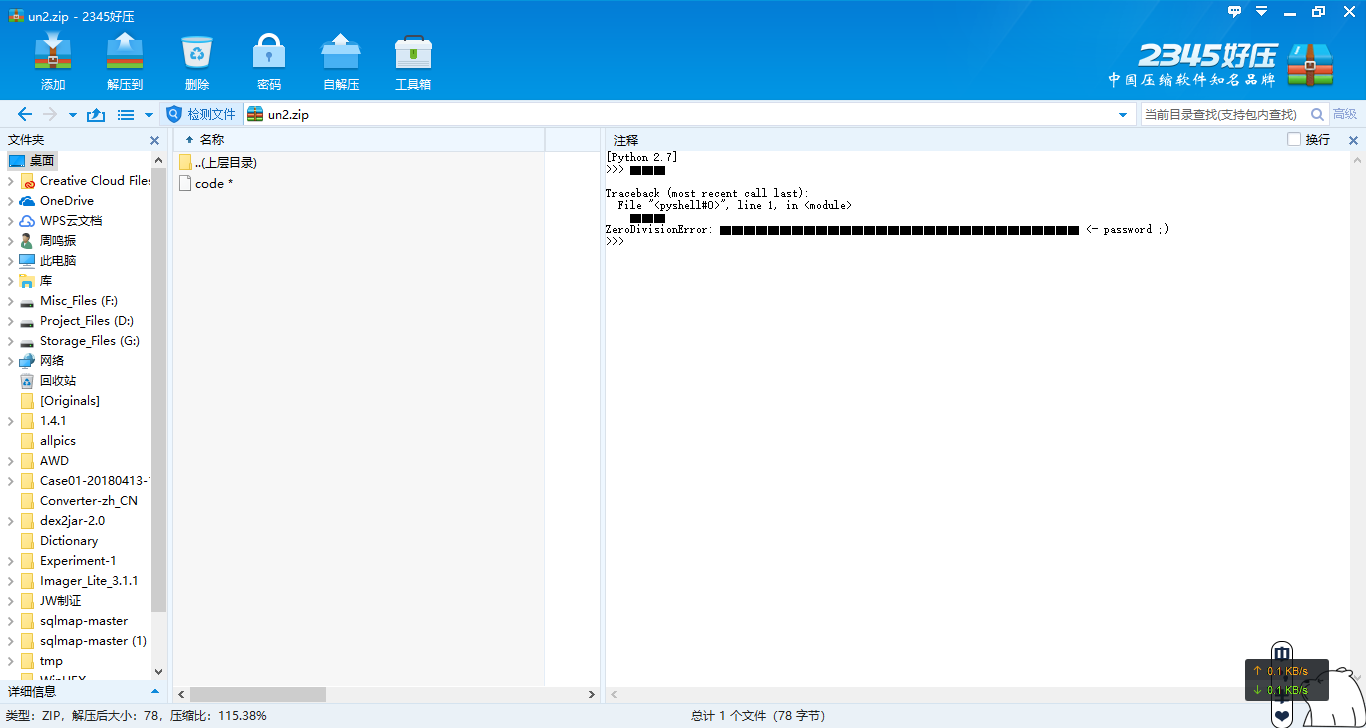 un2.zip - 2345好压
添加
解压到
删除
密码
自解压
工具箱
2345好压
中国压缩软件知名品牌
检测文件
un2.zip
当前目录查找(支持包内查找)
高级
文件夹
名称
注释
换行
桌面
Creative Cloud Files
OneDrive
WPS云文档
周鸣振
此电脑
库
Misc_Files (F:)
Project_Files (D:)
Storage_Files (G:)
网络
回收站
[Originals]
1.4.1
allpics
AWD
Case01-20180413-
Converter-zh_CN
dex2jar-2.0
Dictionary
Experiment-1
Imager_Lite_3.1.1
JW制证
sqlmap-master
sqlmap-master (1)
tmp
WinHEX
详细信息
..(上层目录)
code *
[Python 2.7]
>>> ■■■
Traceback (most recent call last):
File "<pyshell#0>", line 1, in <module>
■■■
ZeroDivisionError: ■■■■■■■■■■■■■■■■■■■■■■■■■■■■■■ <- password ;)
>>>
中
↑ 0.1 KB/s
↓ 0.1 KB/s
类型：ZIP，解压后大小：78，压缩比：115.38%
总计 1 个文件（78 字节）